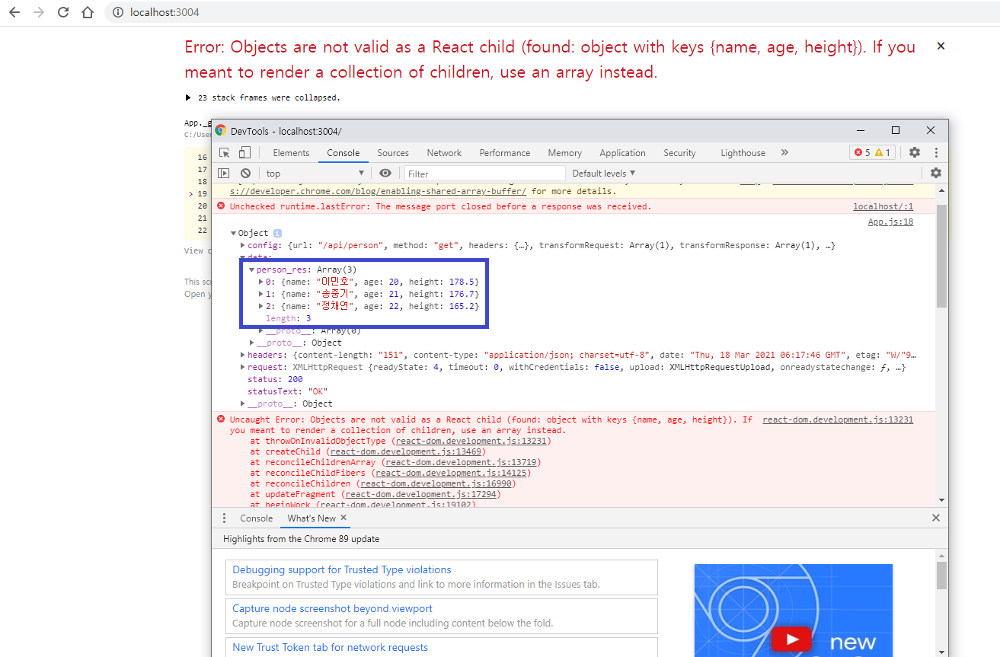 localhost:3004
Error: Objects are not valid as a React child (found: object with keys {name, age, height}). If you
meant to render a collection of children, use an array instead.
23 stack frames were collapsed.
App._g
C:/User
DevTools - localhost:3004/
Elements Console Sources Network Performance Memory Application Security Lighthouse » 5 1
top Filter Default levels
16
17
18
> 19
20
21
22
View c
This scr
Open y
s://developer.chrome.com/blog/enabling-shared-array-buffer/ for more details.
Unchecked runtime.lastError: The message port closed before a response was received. localhost/:1
App.js:18
Object i
config: {url: "/api/person", method: "get", headers: {…}, transformRequest: Array(1), transformResponse: Array(1), …}
data:
person_res: Array(3)
0: {name: "이민호", age: 20, height: 178.5}
1: {name: "송중기", age: 21, height: 176.7}
2: {name: "정채연", age: 22, height: 165.2}
length: 3
__proto__: Array(0)
__proto__: Object
headers: {content-length: "151", content-type: "application/json; charset=utf-8", date: "Thu, 18 Mar 2021 06:17:46 GMT", etag: "W/"9…
request: XMLHttpRequest {readyState: 4, timeout: 0, withCredentials: false, upload: XMLHttpRequestUpload, onreadystatechange: ƒ, …}
status: 200
statusText: "OK"
__proto__: Object
Uncaught Error: Objects are not valid as a React child (found: object with keys {name, age, height}). If react-dom.development.js:13231
you meant to render a collection of children, use an array instead.
at throwOnInvalidObjectType (react-dom.development.js:13231)
at createChild (react-dom.development.js:13469)
at reconcileChildrenArray (react-dom.development.js:13719)
at reconcileChildFibers (react-dom.development.js:14125)
at reconcileChildren (react-dom.development.js:16990)
at updateFragment (react-dom.development.js:17294)
at beginWork (react-dom.development.js:19102)
Console What's New
Highlights from the Chrome 89 update
Debugging support for Trusted Type violations
Breakpoint on Trusted Type violations and link to more information in the Issues tab.
Capture node screenshot beyond viewport
Capture node screenshot for a full node including content below the fold.
New Trust Token tab for network requests
new